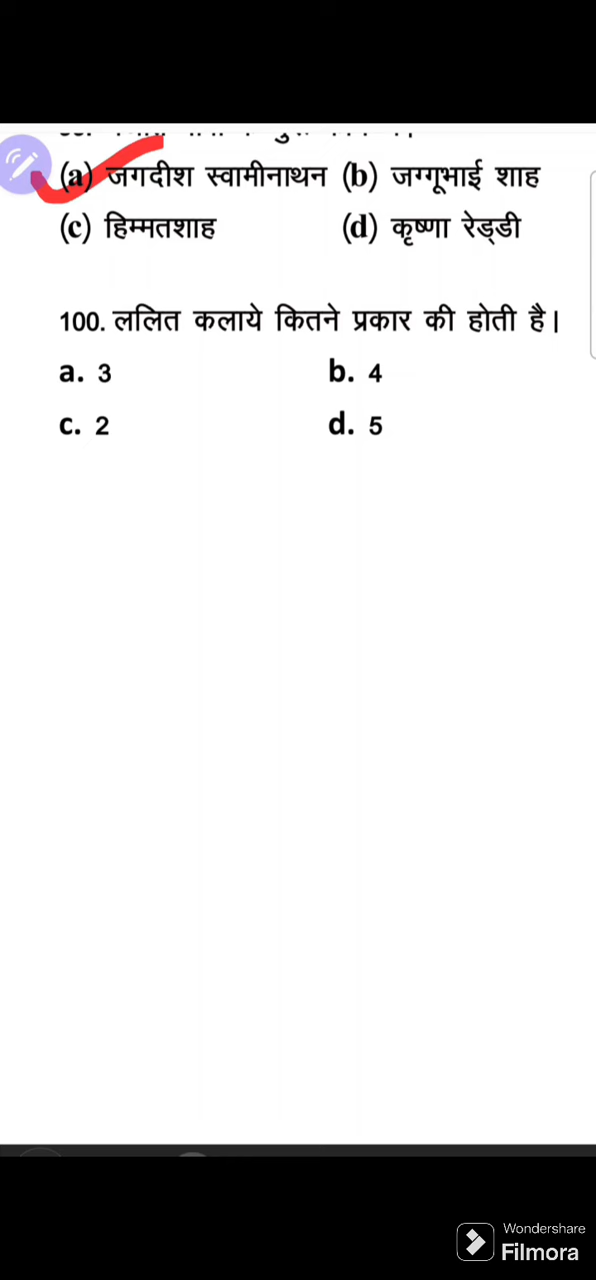 (a) जगदीश स्वामीनाथन (b) जग्गूभाई शाह
(c) हिम्मतशाह (d) कृष्णा रेड्डी
100. ललित कलाये कितने प्रकार की होती है।
a. 3 b. 4
c. 2 d. 5
Wondershare
Filmora